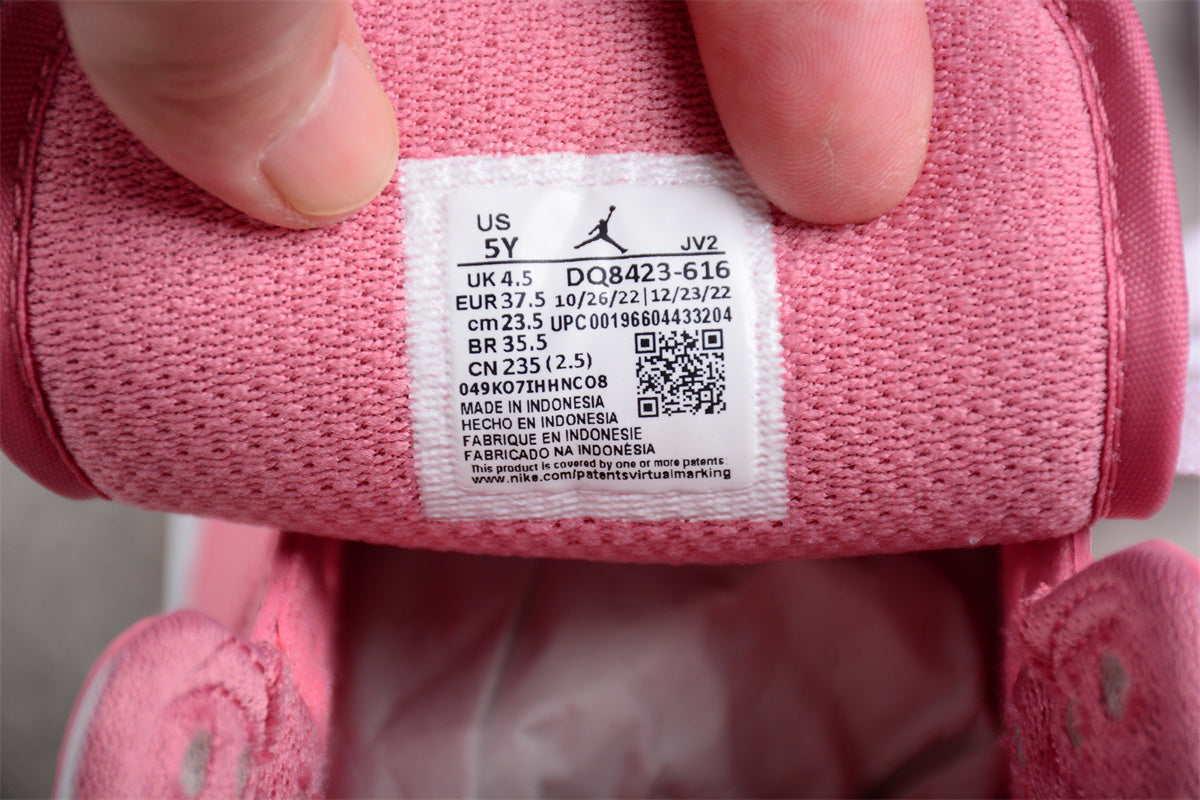 US
5Y JV2
UK 4.5 DQ8423-616
EUR 37.5 10/26/22|12/23/22
cm 23.5 UPC 00196604433204
BR 35.5
CN 235 (2.5)
049KO7IHHNCO8
MADE IN INDONESIA
HECHO EN INDONESIA
FABRIQUE EN INDONESIE
FABRICADO NA INDONÉSIA
This product is covered by one or more patents:
www.nike.com/patentsvirtualmarking